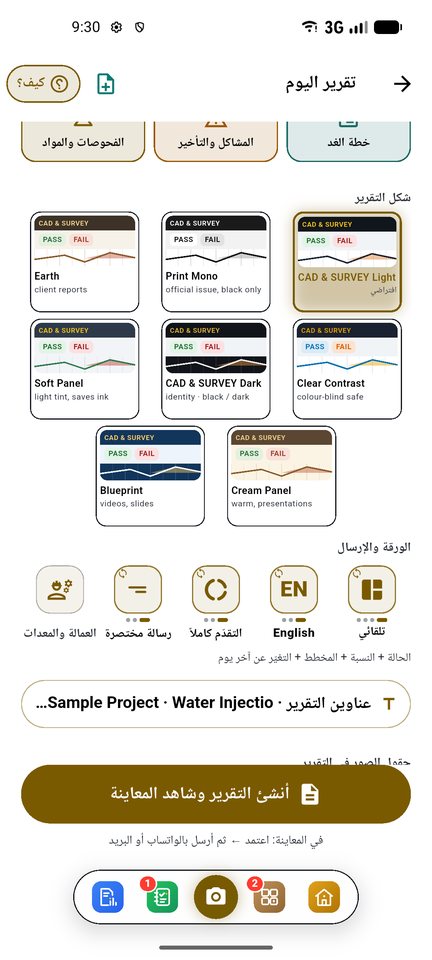 9:30
3G
تقرير اليوم
كيف؟
خطة الغد
المشاكل والتأخير
الفحوصات والمواد
شكل التقرير
CAD & SURVEY
PASS FAIL
CAD & SURVEY Light
افتراضي
CAD & SURVEY
PASS FAIL
Print Mono
official issue, black only
CAD & SURVEY
PASS FAIL
Earth
client reports
CAD & SURVEY
PASS FAIL
Clear Contrast
colour-blind safe
CAD & SURVEY
PASS FAIL
CAD & SURVEY Dark
identity · black / dark
CAD & SURVEY
PASS FAIL
Soft Panel
light tint, saves ink
CAD & SURVEY
PASS FAIL
Cream Panel
warm, presentations
CAD & SURVEY
PASS FAIL
Blueprint
videos, slides
الورقة والإرسال
تلقائي
EN
English
التقدّم كاملاً
رسالة مختصرة
العمالة والمعدات
الحالة + النسبة + المخطط + التغيّر عن آخر يوم
عناوين التقرير · Sample Project · Water Injectio...
حقول الصور في التقرير
أنشئ التقرير وشاهد المعاينة
في المعاينة: اعتمد ← ثم أرسل بالواتساب أو البريد
1
2